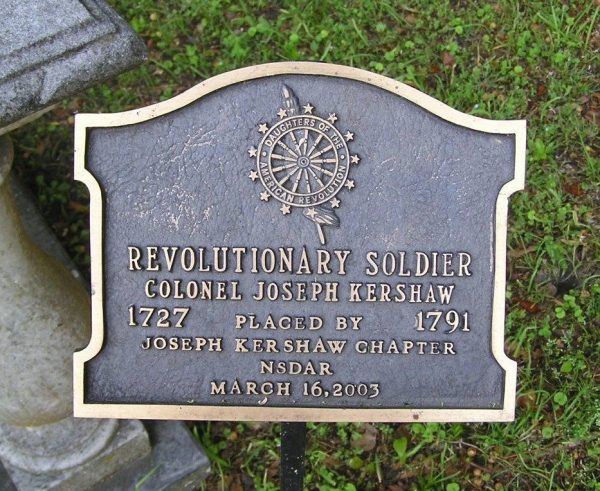 DAUGHTERS OF THE
AMERICAN REVOLUTION
REVOLUTIONARY SOLDIER
COLONEL JOSEPH KERSHAW
1727 PLACED BY 1791
JOSEPH KERSHAW CHAPTER
NSDAR
MARCH 16, 2003